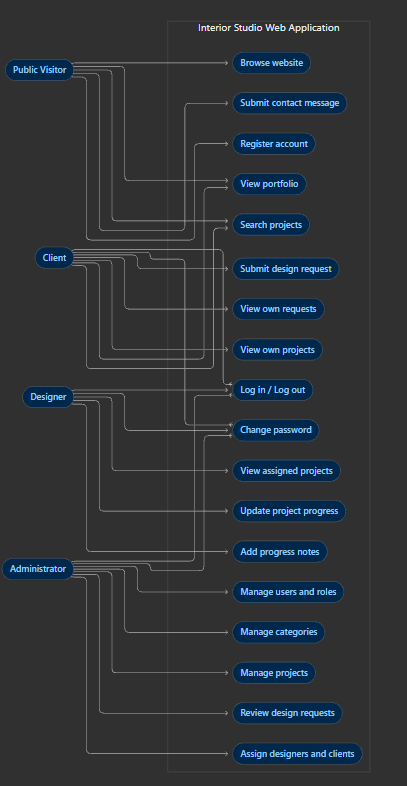 Interior Studio Web Application
Public Visitor
Browse website
Submit contact message
Register account
View portfolio
Search projects
Client
Submit design request
View own requests
View own projects
Log in / Log out
Designer
Change password
View assigned projects
Update project progress
Add progress notes
Administrator
Manage users and roles
Manage categories
Manage projects
Review design requests
Assign designers and clients